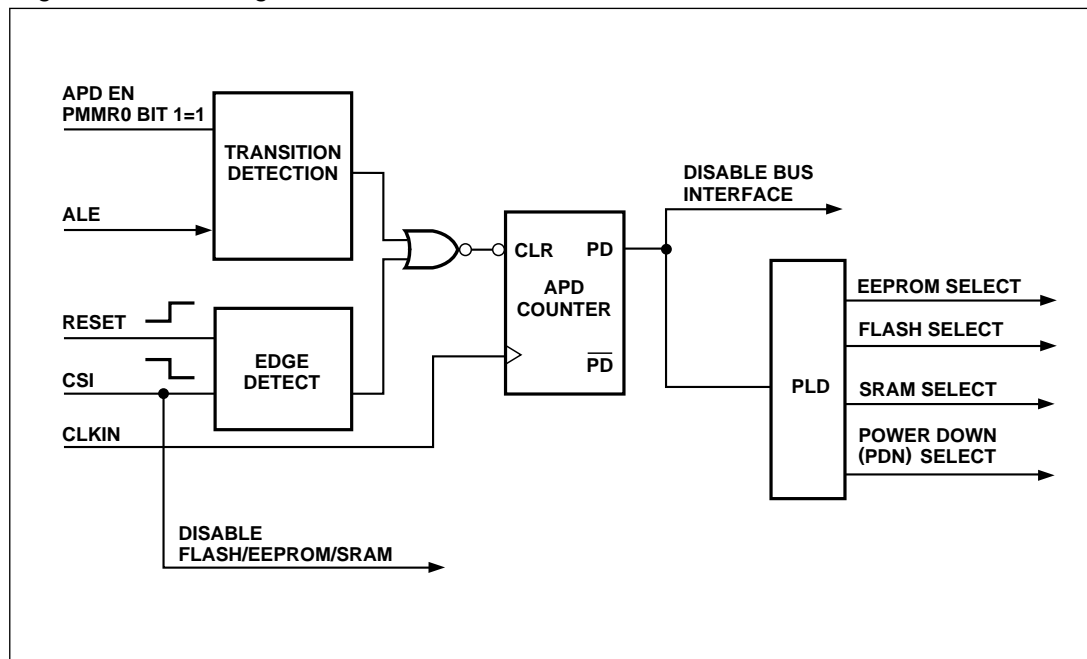 APD EN
PMMR0 BIT 1=1
TRANSITION
DETECTION
ALE
RESET
CSI
CLKIN
EDGE
DETECT
DISABLE
FLASH/EEPROM/SRAM
CLR
PD
APD
COUNTER
P̅D̅
DISABLE BUS
INTERFACE
PLD
EEPROM SELECT
FLASH SELECT
SRAM SELECT
POWER DOWN
(PDN) SELECT